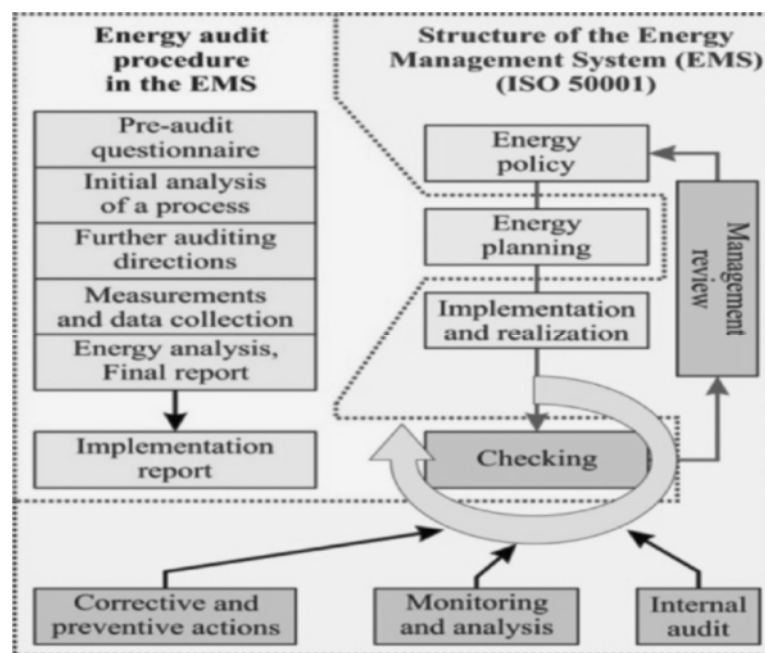 Energy audit
procedure
in the EMS
Pre-audit
questionnaire
Initial analysis
of a process
Further auditing
directions
Measurements
and data collection
Energy analysis,
Final report
Implementation
report
Structure of the Energy
Management System (EMS)
(ISO 50001)
Energy
policy
Energy
planning
Implementation
and realization
Checking
Management
review
Corrective and
preventive actions
Monitoring
and analysis
Internal
audit